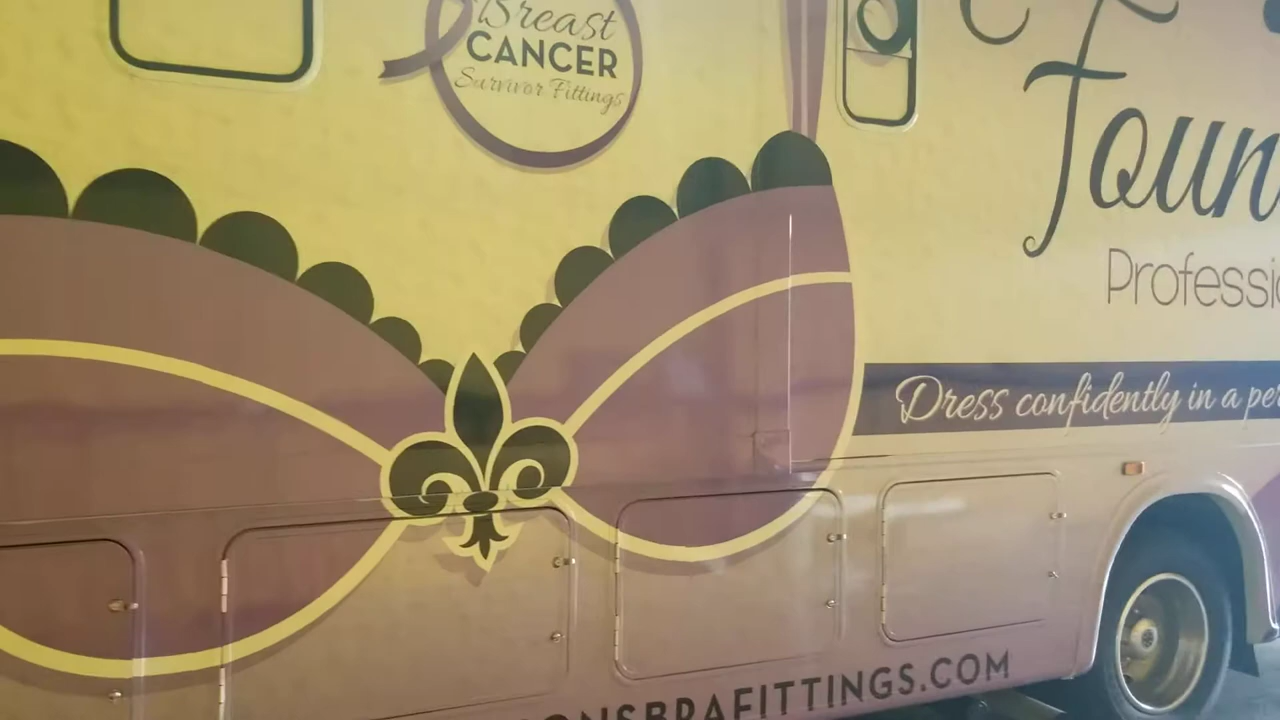 Breast
CANCER
Survivor Fittings
Foun
Professi
Dress confidently in a per
ONSBRAFITTINGS.COM